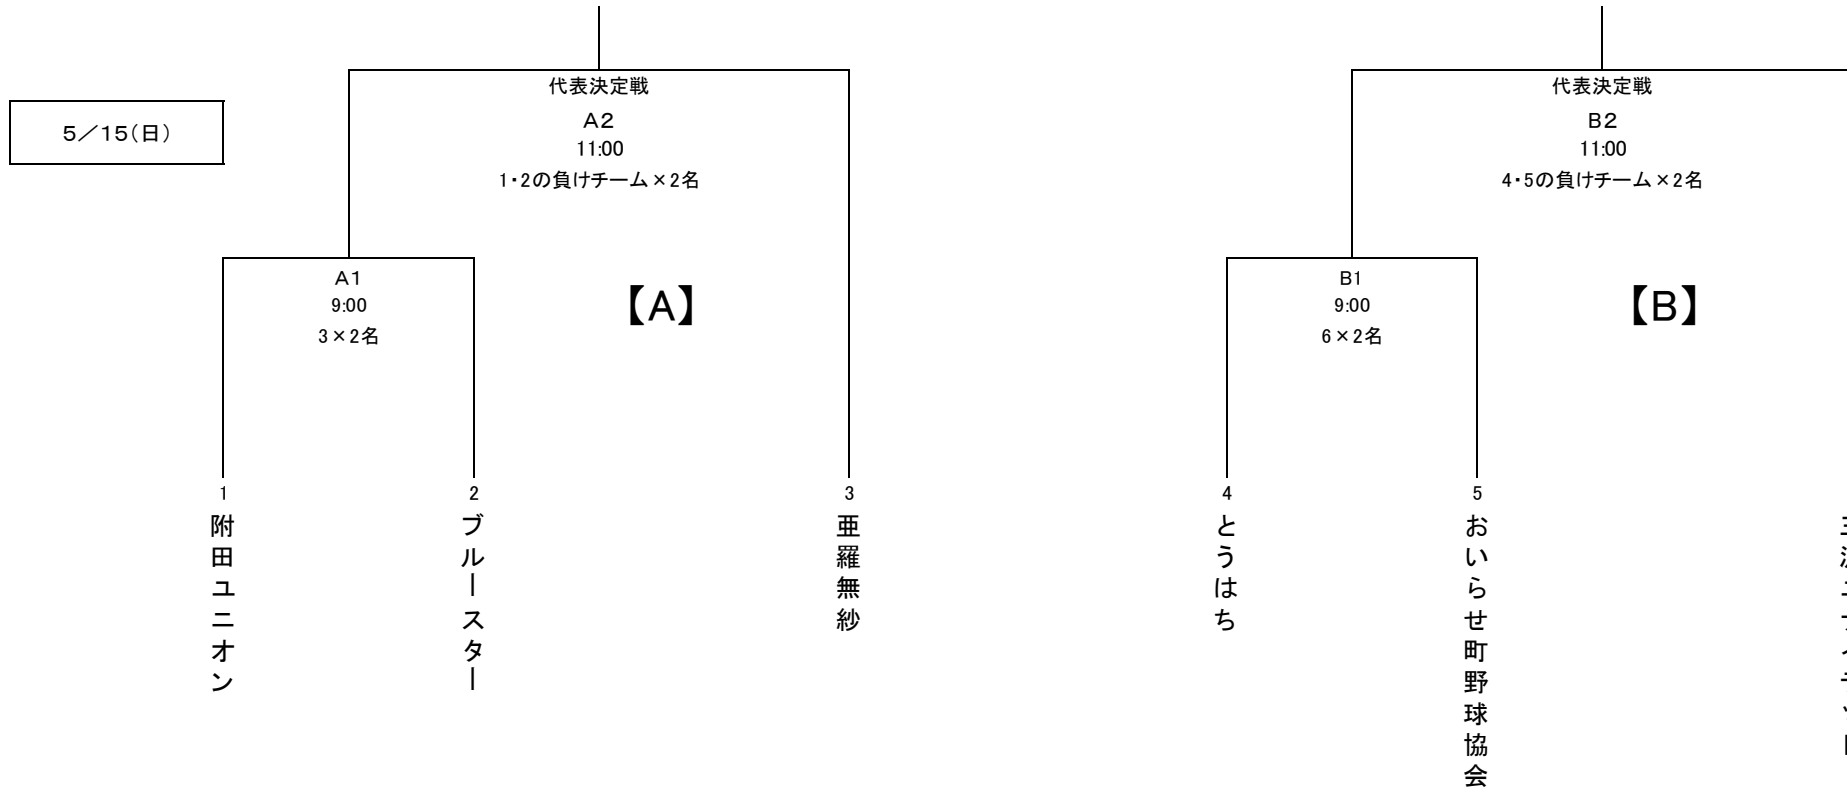 5／15(日)
代表決定戦
A2
11:00
1・2の負けチーム×2名
A1
9:00
3×2名
【A】
1
附田ユニオン
2
ブルースター
3
亜羅無紗
代表決定戦
B2
11:00
4・5の負けチーム×2名
B1
9:00
6×2名
【B】
4
とうはち
5
おいらせ町野球協会